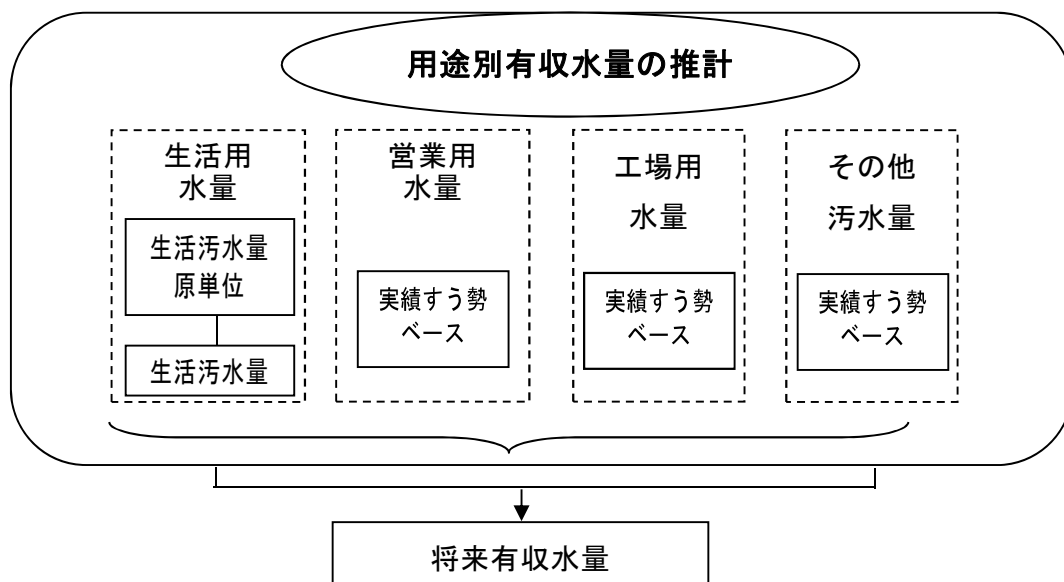 用途別有収水量の推計
生活用
水量
生活汚水量
原単位
生活汚水量
営業用
水量
実績すう勢
ベース
工場用
水量
実績すう勢
ベース
その他
汚水量
実績すう勢
ベース
将来有収水量